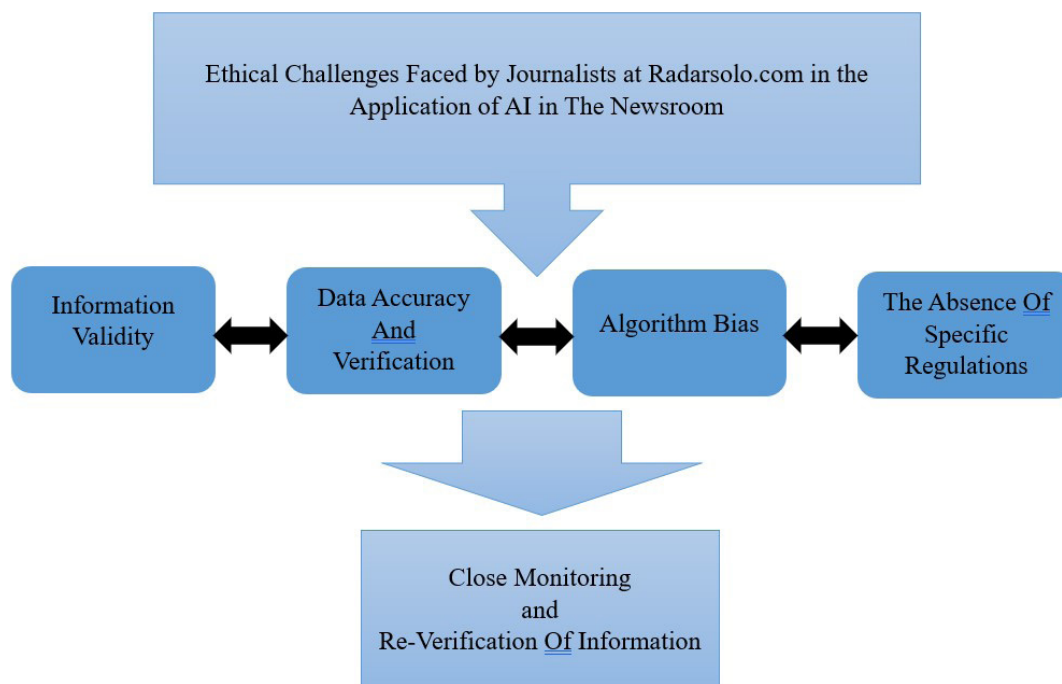 Ethical Challenges Faced by Journalists at Radarsolo.com in the
Application of AI in The Newsroom
Information
Validity
Data Accuracy
And
Verification
Algorithm Bias
The Absence Of
Specific
Regulations
Close Monitoring
and
Re-Verification Of Information